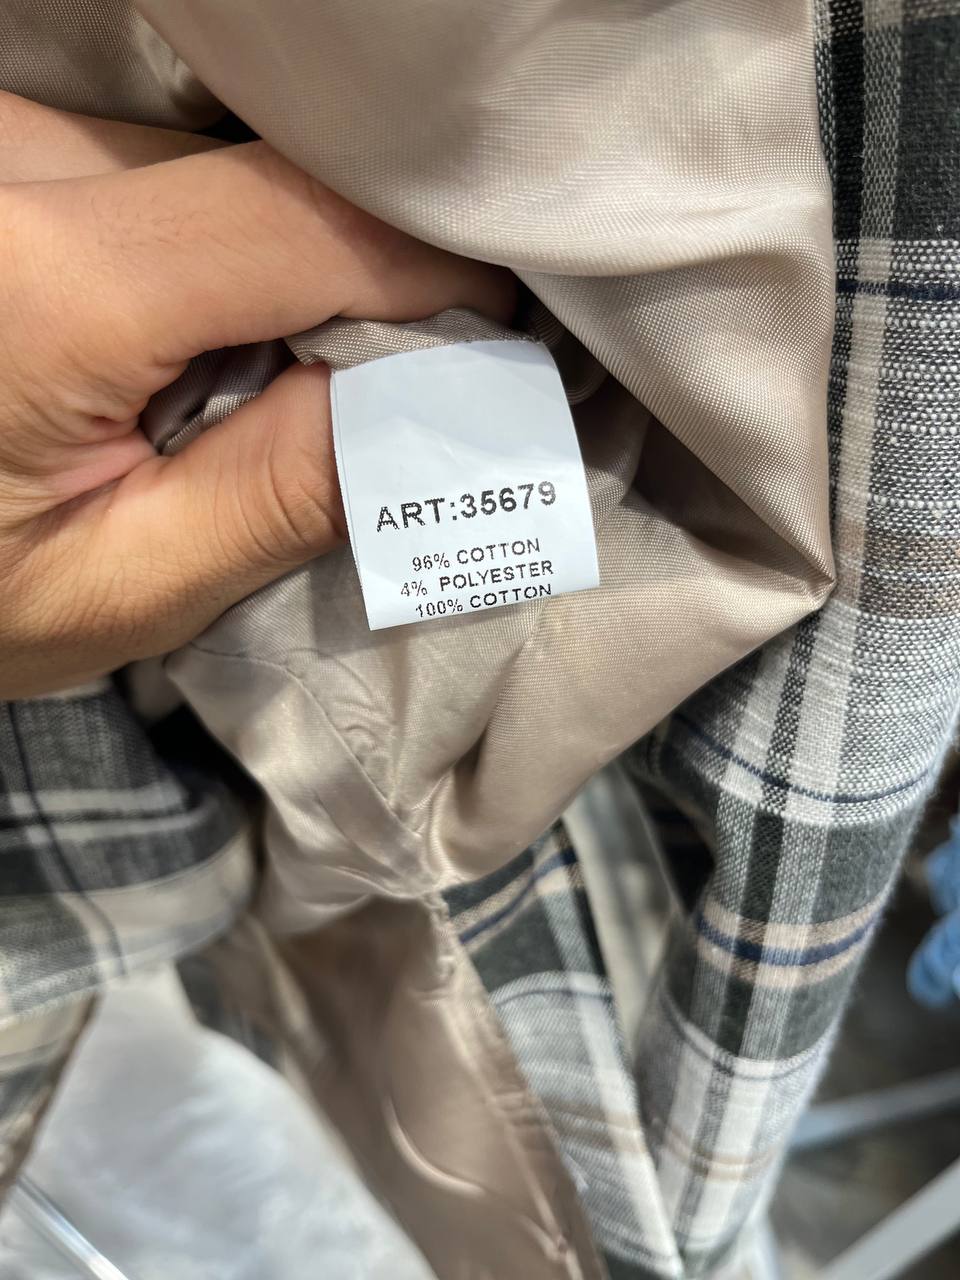 ART:35679
96% COTTON
4% POLYESTER
100% COTTON